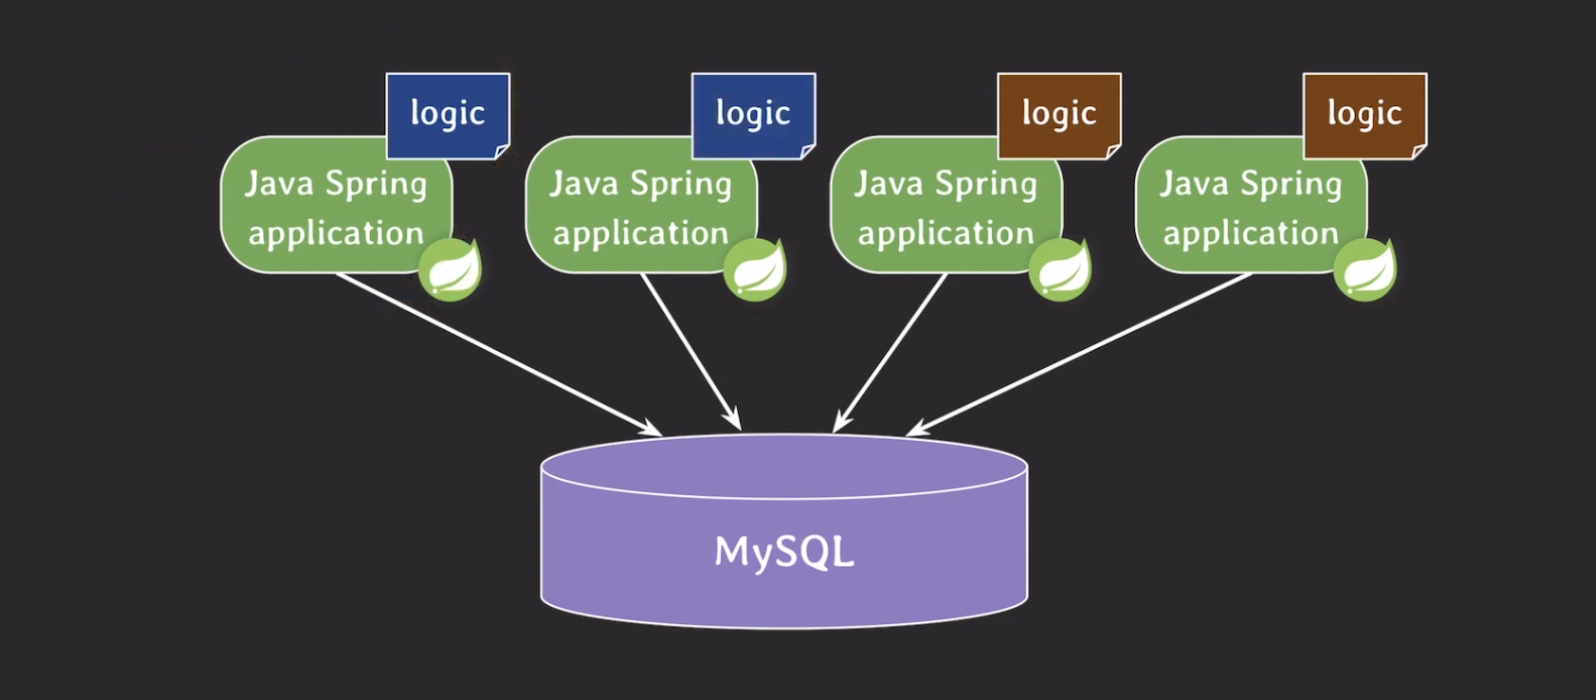 logic
logic
logic
logic
Java Spring
application
Java Spring
application
Java Spring
application
Java Spring
application
MySQL